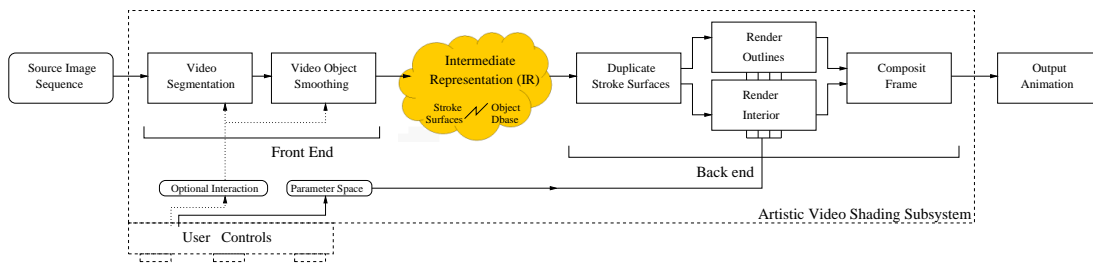 Source Image
Sequence
Video
Segmentation
Video Object
Smoothing
Intermediate
Representation (IR)
Stroke
Surfaces
Object
Dbase
Duplicate
Stroke Surfaces
Render
Outlines
Render
Interior
Composit
Frame
Output
Animation
Front End
Back end
Optional Interaction
Parameter Space
Artistic Video Shading Subsystem
User Controls